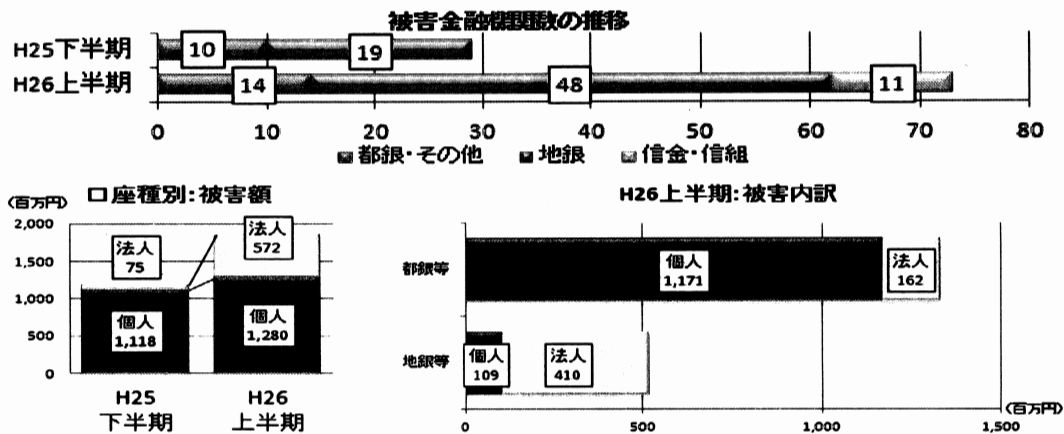 被害金融機関数の推移
H25下半期 10 19
H26上半期 14 48 11
0 10 20 30 40 50 60 70 80
都銀・その他 地銀 信金・信組
口座種別:被害額
(百万円)
2,000
1,500
1,000
500
0
法人
75
法人
572
個人
1,118
個人
1,280
H25
下半期
H26
上半期
H26上半期:被害内訳
都銀等
個人
1,171
法人
162
地銀等
個人
109
法人
410
0 500 1,000 1,500
(百万円)